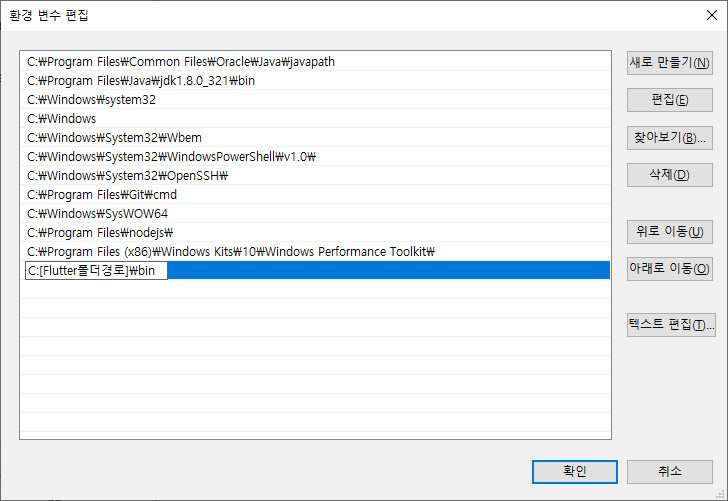 환경 변수 편집
C:₩Program Files₩Common Files₩Oracle₩Java₩javapath
C:₩Program Files₩Java₩jdk1.8.0_321₩bin
C:₩Windows₩system32
C:₩Windows
C:₩Windows₩System32₩Wbem
C:₩Windows₩System32₩WindowsPowerShell₩v1.0₩
C:₩Windows₩System32₩OpenSSH₩
C:₩Program Files₩Git₩cmd
C:₩Windows₩SysWOW64
C:₩Program Files₩nodejs₩
C:₩Program Files (x86)₩Windows Kits₩10₩Windows Performance Toolkit₩
C:[Flutter폴더경로]₩bin
새로 만들기(N)
편집(E)
찾아보기(B)...
삭제(D)
위로 이동(U)
아래로 이동(O)
텍스트 편집(T)...
확인
취소